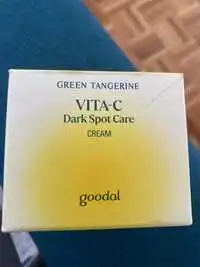 GREEN TANGERINE
VITA-C
Dark Spot Care
CREAM
goodal